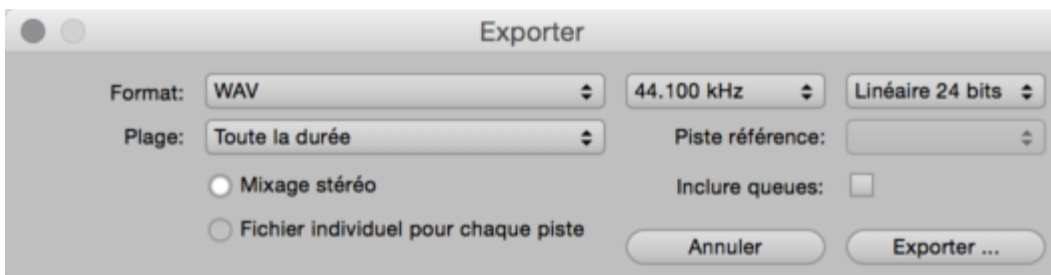 Exporter
Format: WAV 44.100 kHz Linéaire 24 bits
Plage: Toute la durée Piste référence:
Mixage stéréo Inclure queues:
Fichier individuel pour chaque piste
Annuler Exporter ...